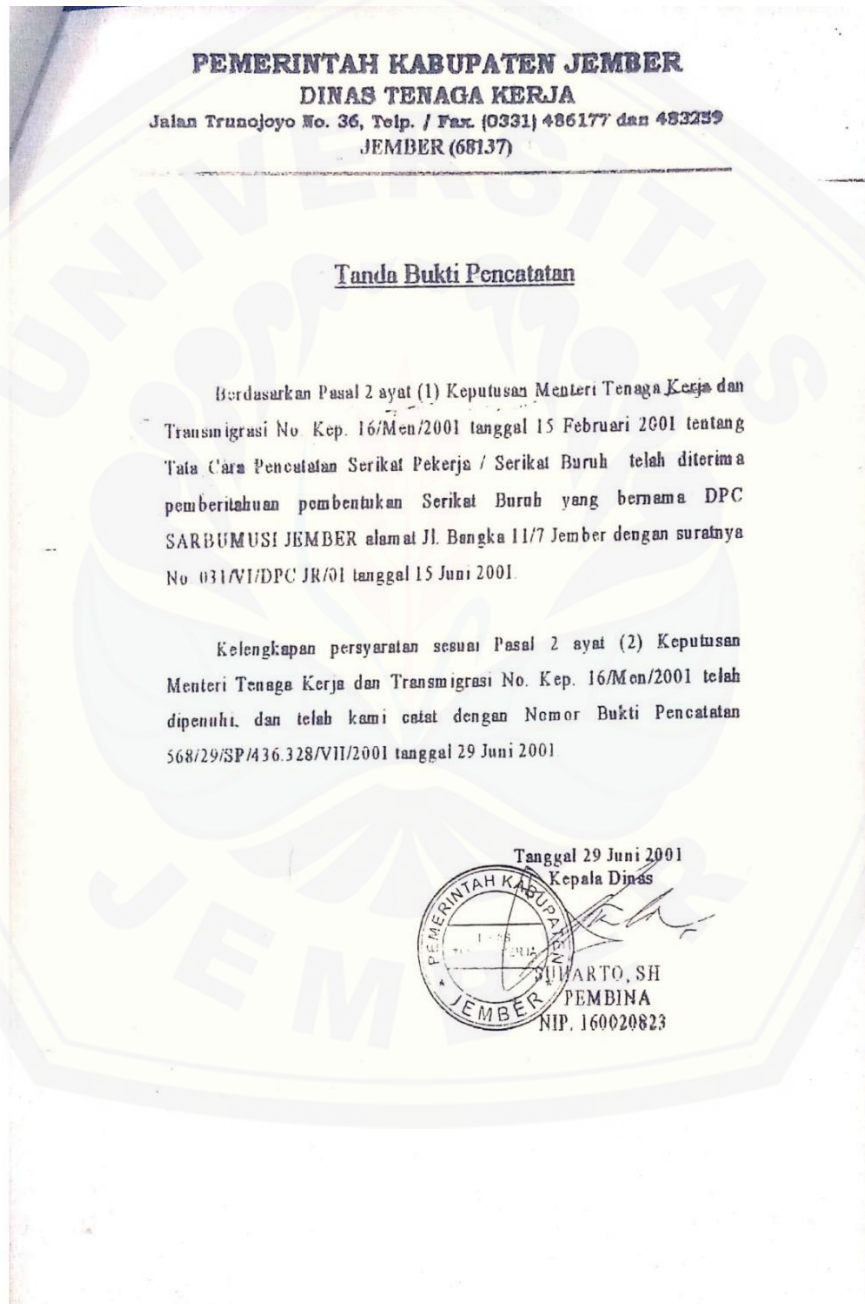 PEMERINTAH KABUPATEN JEMBER
DINAS TENAGA KERJA
Jalan Trunojoyo No. 36, Telp. / Fax. (0331) 486177 dan 483239
JEMBER (68137)
Tanda Bukti Pencatatan
Berdasarkan Pasal 2 ayat (1) Keputusan Menteri Tenaga Kerja dan
Transmigrasi No. Kep. 16/Men/2001 tanggal 15 Februari 2001 tentang
Tata Cara Pencatatan Serikat Pekerja / Serikat Buruh telah diterima
pemberitahuan pembentukan Serikat Buruh yang bernama DPC
SARBUMUSI JEMBER alamat Jl. Bangka 11/7 Jember dengan suratnya
No. 031/VI/DPC JR/01 tanggal 15 Juni 2001.
Kelengkapan persyaratan sesuai Pasal 2 ayat (2) Keputusan
Menteri Tenaga Kerja dan Transmigrasi No. Kep. 16/Men/2001 telah
dipenuhi, dan telah kami catat dengan Nomor Bukti Pencatatan
568/29/SP/436.328/VII/2001 tanggal 29 Juni 2001
Tanggal 29 Juni 2001
Kepala Dinas
PEMERINTAH KABUPATEN
JEMBER
SH
PEMBINA
NIP. 160020823
UNIVERSITAS
JEMBER